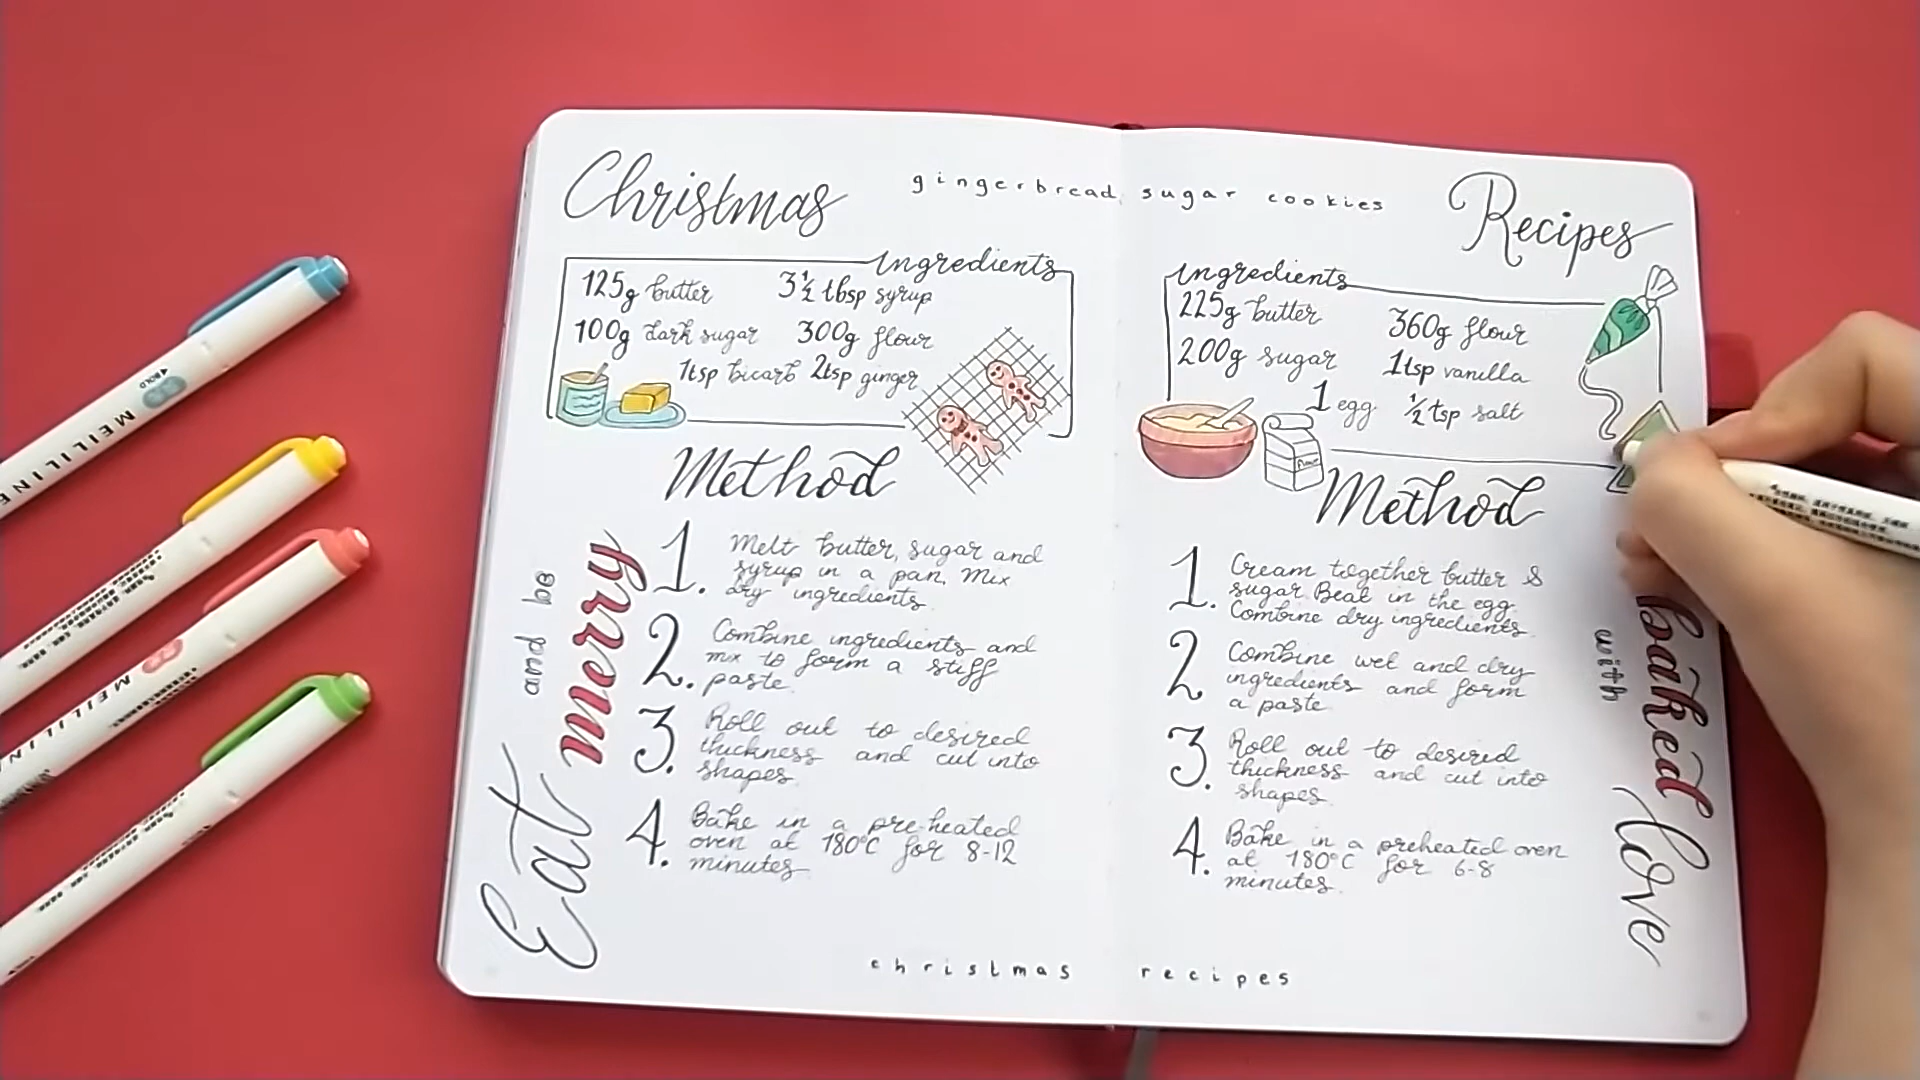 Christmas
gingerbread, sugar cookies
Recipes
Ingredients
125g butter
3½ tbsp syrup
100g dark sugar
300g flour
1tsp bicarb
2tsp ginger
Method
1. Melt butter, sugar and
syrup in a pan, Mix
dry ingredients.
2. Combine ingredients and
mix to form a stiff
paste.
3. Roll out to desired
thickness and cut into
shapes.
4. Bake in a pre-heated
oven at 180°C for 8-12
minutes.
Eat
and be
merry
Ingredients
225g butter
360g flour
200g sugar
1tsp vanilla
1 egg
½ tsp salt
flour
Method
1. Cream together butter &
sugar. Beat in the egg.
Combine dry ingredients.
2. Combine wet and dry
ingredients and form
a paste.
3. Roll out to desired
thickness and cut into
shapes.
4. Bake in a preheated oven
at 180°C for 6-8
minutes.
baked
with
love
christmas recipes
BOLD
MEILILINE
MEILILIN